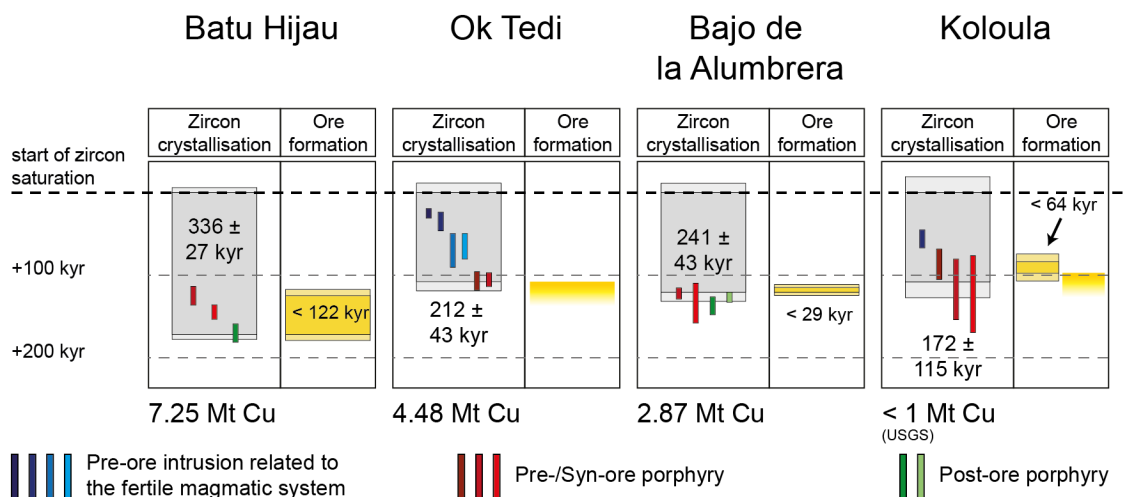 Batu Hijau
Ok Tedi
Bajo de
la Alumbrera
Koloula
Zircon
crystallisation
Ore
formation
Zircon
crystallisation
Ore
formation
Zircon
crystallisation
Ore
formation
Zircon
crystallisation
Ore
formation
start of zircon
saturation
+100 kyr
+200 kyr
336 ±
27 kyr
< 122 kyr
212 ±
43 kyr
241 ±
43 kyr
< 29 kyr
< 64 kyr
172 ±
115 kyr
7.25 Mt Cu
4.48 Mt Cu
2.87 Mt Cu
< 1 Mt Cu
(USGS)
Pre-ore intrusion related to
the fertile magmatic system
Pre-/Syn-ore porphyry
Post-ore porphyry